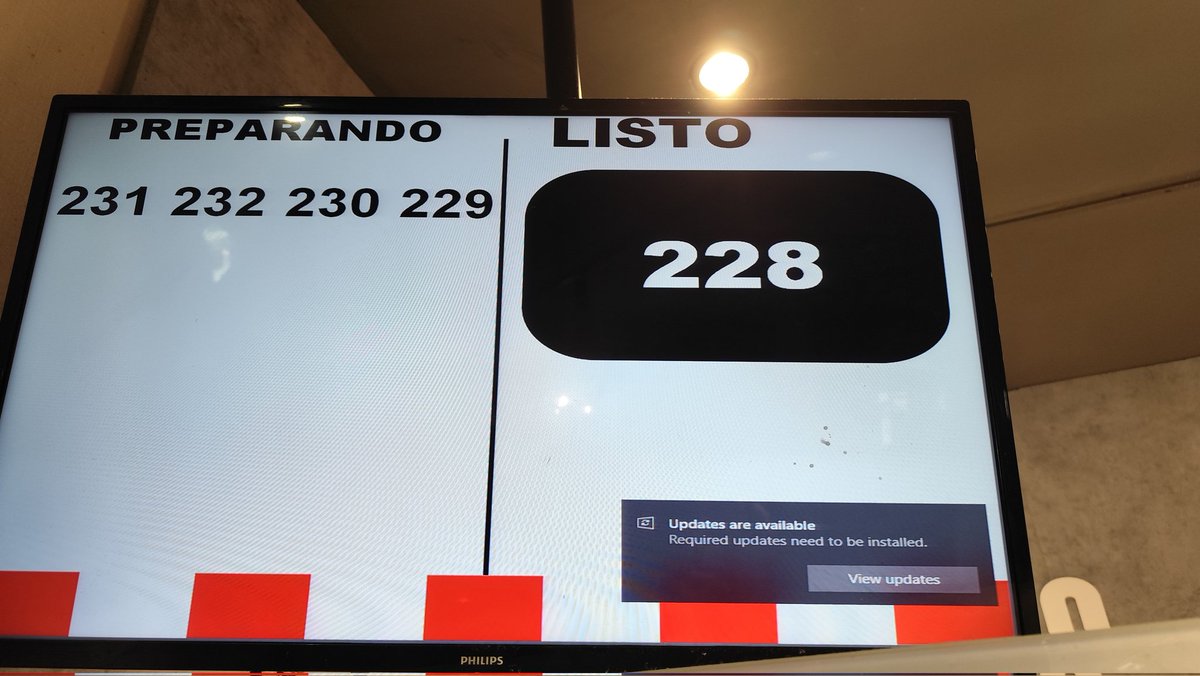 PREPARANDO
231 232 230 229
LISTO
228
Updates are available
Required updates need to be installed.
View updates
PHILIPS